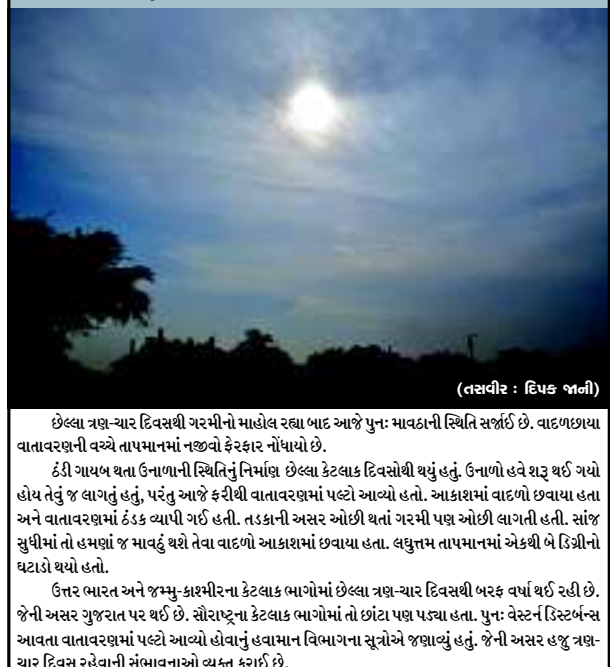 (તસવીર : દિપક જાની)
છેલ્લા ત્રણ-ચાર દિવસથી ગરમીનો માહોલ રહ્યા બાદ આજે પુનઃ માવઠાની સ્થિતિ સર્જાઈ છે. વાદળછાયા
વાતાવરણની વચ્ચે તાપમાનમાં નજીવો ફેરફાર નોંધાયો છે.
ઠંડી ગાયબ થતા ઉનાળાની સ્થિતિનું નિર્માણ છેલ્લા કેટલાક દિવસોથી થયું હતું. ઉનાળો હવે શરૂ થઈ ગયો
હોય તેવું જ લાગતું હતું, પરંતુ આજે ફરીથી વાતાવરણમાં પલ્ટો આવ્યો હતો. આકાશમાં વાદળો છવાયા હતા
અને વાતાવરણમાં ઠંડક વ્યાપી ગઈ હતી. તડકાની અસર ઓછી થતાં ગરમી પણ ઓછી લાગતી હતી. સાંજ
સુધીમાં તો હમણાં જ માવઠું થશે તેવા વાદળો આકાશમાં છવાયા હતા. લઘુત્તમ તાપમાનમાં એકથી બે ડિગ્રીનો
ઘટાડો થયો હતો.
ઉત્તર ભારત અને જમ્મુ-કાશ્મીરના કેટલાક ભાગોમાં છેલ્લા ત્રણ-ચાર દિવસથી બરફ વર્ષા થઈ રહી છે.
જેની અસર ગુજરાત પર થઈ છે. સૌરાષ્ટ્રના કેટલાક ભાગોમાં તો છાંટા પણ પડ્યા હતા. પુનઃ વેસ્ટર્ન ડિસ્ટર્બન્સ
આવતા વાતાવરણમાં પલ્ટો આવ્યો હોવાનું હવામાન વિભાગના સૂત્રોએ જણાવ્યું હતું. જેની અસર હજુ ત્રણ-
ચાર દિવસ રહેવાની સંભાવનાઓ વ્યક્ત કરાઈ છે.